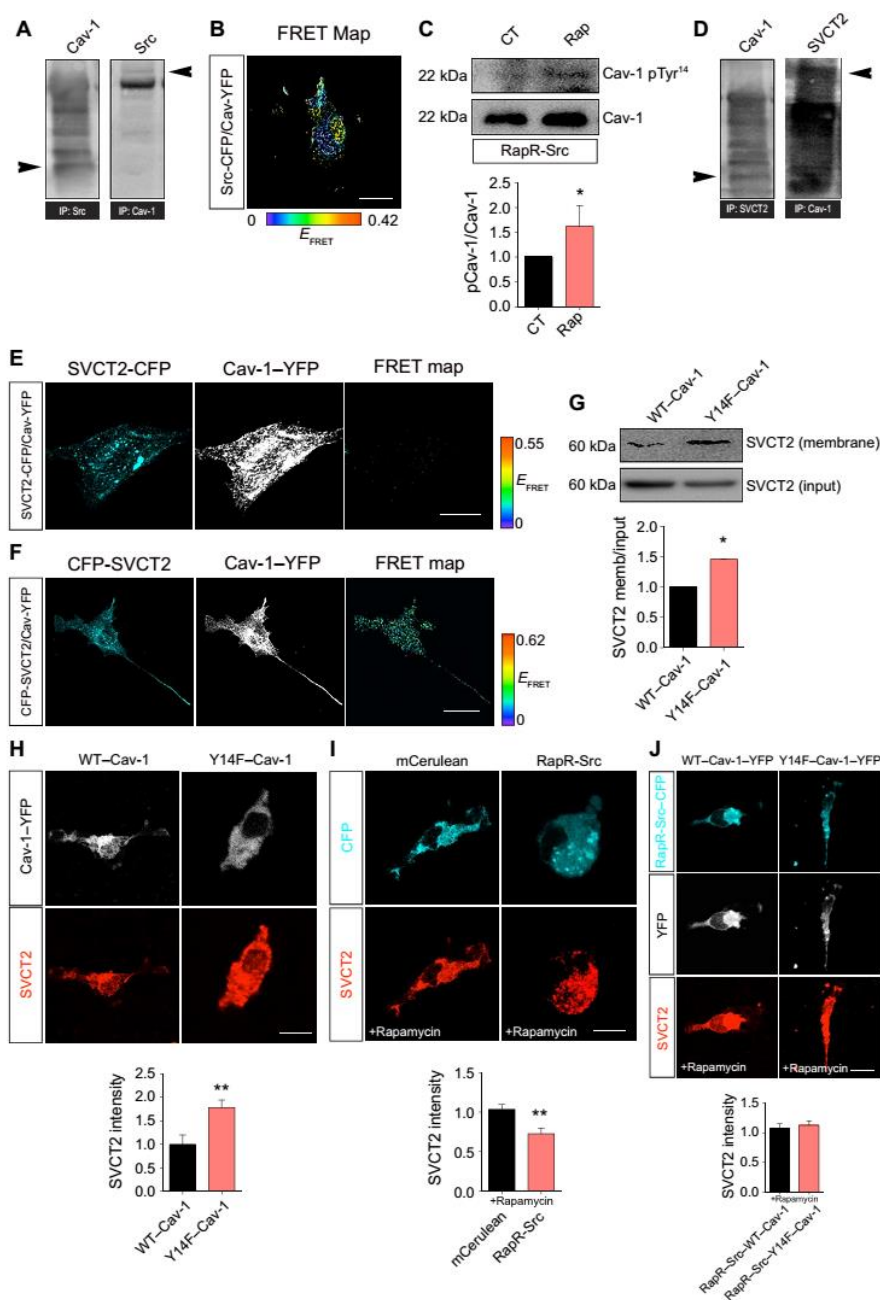 A
Cav-1
Src
IP: Src
IP: Cav-1
B
FRET Map
Src-CFP/Cav-YFP
0
0.42
E FRET
C
CT
Rap
22 kDa
Cav-1 pTyr¹⁴
22 kDa
Cav-1
RapR-Src
2.5
2.0
1.5
1.0
0.5
0.0
pCav-1/Cav-1
*
CT
Rap
D
Cav-1
SVCT2
IP: SVCT2
IP: Cav-1
E
SVCT2-CFP
Cav-1–YFP
FRET map
SVCT2-CFP/Cav-YFP
0.55
E FRET
0
F
CFP-SVCT2
Cav-1–YFP
FRET map
CFP-SVCT2/Cav-YFP
0.62
E FRET
0
G
WT–Cav-1
Y14F–Cav-1
60 kDa
SVCT2 (membrane)
60 kDa
SVCT2 (input)
2.0
1.5
1.0
0.5
0.0
SVCT2 memb/input
*
WT–Cav-1
Y14F–Cav-1
H
WT–Cav-1
Y14F–Cav-1
Cav-1–YFP
SVCT2
2.5
2.0
1.5
1.0
0.5
0.0
SVCT2 intensity
**
WT–Cav-1
Y14F–Cav-1
I
mCerulean
RapR-Src
CFP
SVCT2
+Rapamycin
+Rapamycin
1.5
1.0
0.5
0.0
SVCT2 intensity
**
+Rapamycin
mCerulean
RapR-Src
J
WT–Cav-1–YFP
Y14F–Cav-1–YFP
RapR-Src–CFP
YFP
SVCT2
+Rapamycin
+Rapamycin
1.5
1.0
0.5
0.0
SVCT2 intensity
+Rapamycin
RapR–Src–WT–Cav-1
RapR–Src–Y14F–Cav-1